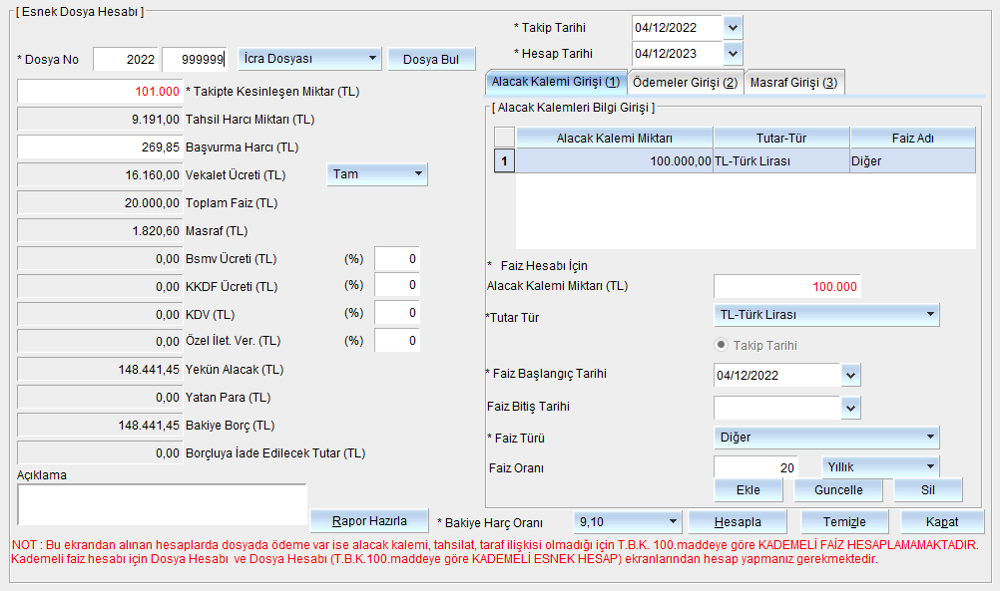 [ Esnek Dosya Hesabı ]
* Takip Tarihi 04/12/2022
* Hesap Tarihi 04/12/2023
* Dosya No 2022 999999 İcra Dosyası Dosya Bul
101.000 * Takipte Kesinleşen Miktar (TL)
9.191,00 Tahsil Harcı Miktarı (TL)
269,85 Başvurma Harcı (TL)
16.160,00 Vekalet Ücreti (TL) Tam
20.000,00 Toplam Faiz (TL)
1.820,60 Masraf (TL)
0,00 Bsmv Ücreti (TL) (%) 0
0,00 KKDF Ücreti (TL) (%) 0
0,00 KDV (TL) (%) 0
0,00 Özel İlet. Ver. (TL) (%) 0
148.441,45 Yekün Alacak (TL)
0,00 Yatan Para (TL)
148.441,45 Bakiye Borç (TL)
0,00 Borçluya İade Edilecek Tutar (TL)
Açıklama
Rapor Hazırla
Alacak Kalemi Girişi (1) Ödemeler Girişi (2) Masraf Girişi (3)
[ Alacak Kalemleri Bilgi Girişi ]
Alacak Kalemi Miktarı Tutar-Tür Faiz Adı
1 100.000,00 TL-Türk Lirası Diğer
* Faiz Hesabı İçin
Alacak Kalemi Miktarı (TL) 100.000
*Tutar Tür TL-Türk Lirası
Takip Tarihi
* Faiz Başlangıç Tarihi 04/12/2022
Faiz Bitiş Tarihi
* Faiz Türü Diğer
Faiz Oranı 20 Yıllık
Ekle Guncelle Sil
* Bakiye Harç Oranı 9,10 Hesapla Temizle Kapat
NOT : Bu ekrandan alınan hesaplarda dosyada ödeme var ise alacak kalemi, tahsilat, taraf ilişkisi olmadığı için T.B.K. 100.maddeye göre KADEMELİ FAİZ HESAPLAMAMAKTADIR.
Kademeli faiz hesabı için Dosya Hesabı ve Dosya Hesabı (T.B.K.100.maddeye göre KADEMELİ ESNEK HESAP) ekranlarından hesap yapmanız gerekmektedir.